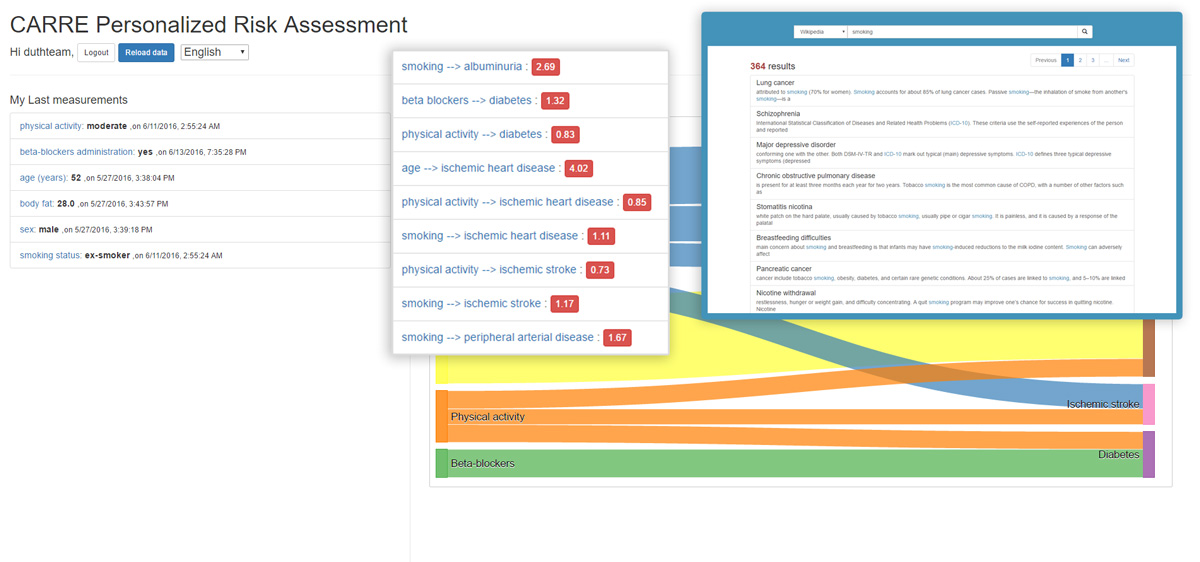 CARRE Personalized Risk Assessment
Hi duthteam, Logout Reload data English
My Last measurements
physical activity: moderate ,on 6/11/2016, 2:55:24 AM
beta-blockers administration: yes ,on 6/13/2016, 7:35:28 PM
age (years): 52 ,on 5/27/2016, 3:38:04 PM
body fat: 28.0 ,on 5/27/2016, 3:43:57 PM
sex: male ,on 5/27/2016, 3:39:18 PM
smoking status: ex-smoker ,on 6/11/2016, 2:55:24 AM
smoking --> albuminuria : 2.69
beta blockers --> diabetes : 1.32
physical activity --> diabetes : 0.83
age --> ischemic heart disease : 4.02
physical activity --> ischemic heart disease : 0.85
smoking --> ischemic heart disease : 1.11
physical activity --> ischemic stroke : 0.73
smoking --> ischemic stroke : 1.17
smoking --> peripheral arterial disease : 1.67
Wikipedia smoking
364 results
Previous 1 2 3 ... Next
Lung cancer
attributed to smoking (70% for women). Smoking accounts for about 85% of lung cancer cases. Passive smoking—the inhalation of smoke from another's
smoking—is a
Schizophrenia
International Statistical Classification of Diseases and Related Health Problems (ICD-10). These criteria use the self-reported experiences of the person
and reported
Major depressive disorder
conforming one with the other. Both DSM-IV-TR and ICD-10 mark out typical (main) depressive symptoms. ICD-10 defines three typical depressive
symptoms (depressed
Chronic obstructive pulmonary disease
is present for at least three months each year for two years. Tobacco smoking is the most common cause of COPD, with a number of other factors such
as
Stomatitis nicotina
white patch on the hard palate, usually caused by tobacco smoking, usually pipe or cigar smoking. It is painless, and it is caused by a response of the
palatal
Breastfeeding difficulties
main concern about smoking and breastfeeding is that infants may have smoking-induced reductions to the milk iodine content. Smoking can adversely
affect
Pancreatic cancer
cancer include tobacco smoking, obesity, diabetes, and certain rare genetic conditions. About 25% of cases are linked to smoking, and 5–10% are linked
Nicotine withdrawal
restlessness, hunger or weight gain, and difficulty concentrating. A quit smoking program may improve one's chance for success in quitting nicotine.
Nicotine
Ischemic stroke
Physical activity
Diabetes
Beta-blockers